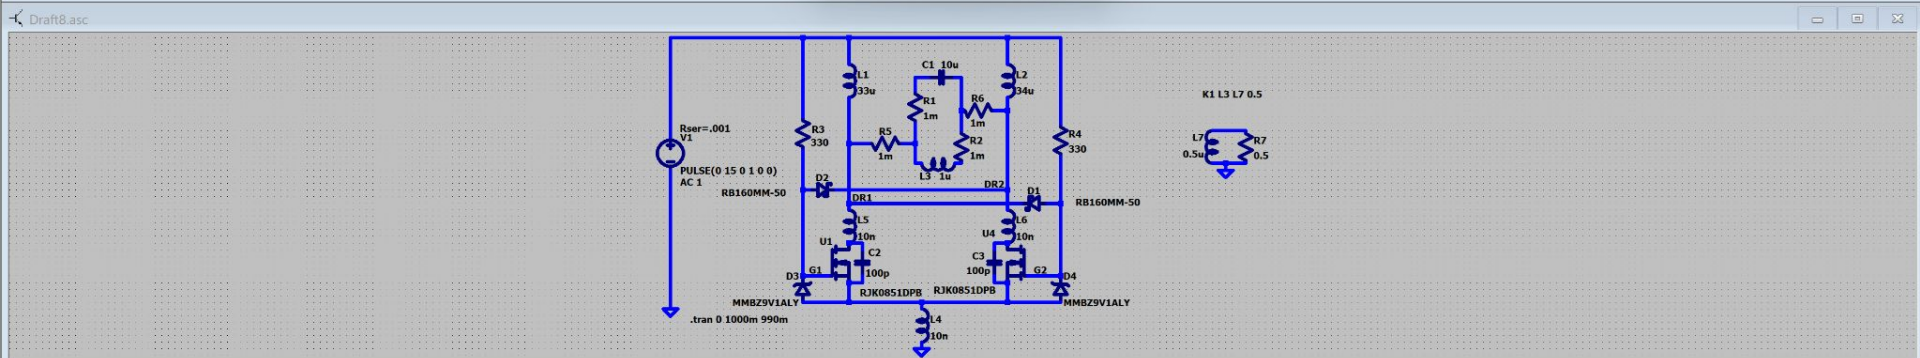 Draft8.asc
C1 10u
L1
33u
L2
34u
R1
1m
R6
1m
K1 L3 L7 0.5
Rser=.001
V1
R3
330
R5
1m
R2
1m
R4
330
L7
0.5u
R7
0.5
PULSE(0 15 0 1 0 0)
AC 1
L3 1u
D2
RB160MM-50
DR2
DR1
D1
RB160MM-50
L5
10n
L6
10n
U1
U4
C2
100p
C3
100p
D3
G1
G2
D4
RJK0851DPB
RJK0851DPB
MMBZ9V1ALY
MMBZ9V1ALY
.tran 0 1000m 990m
L4
10n